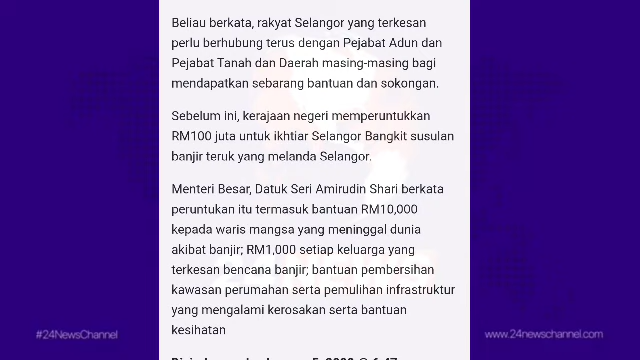 Beliau berkata, rakyat Selangor yang terkesan
perlu berhubung terus dengan Pejabat Adun dan
Pejabat Tanah dan Daerah masing-masing bagi
mendapatkan sebarang bantuan dan sokongan.
Sebelum ini, kerajaan negeri memperuntukkan
RM100 juta untuk ikhtiar Selangor Bangkit susulan
banjir teruk yang melanda Selangor.
Menteri Besar, Datuk Seri Amirudin Shari berkata
peruntukan itu termasuk bantuan RM10,000
kepada waris mangsa yang meninggal dunia
akibat banjir; RM1,000 setiap keluarga yang
terkesan bencana banjir; bantuan pembersihan
kawasan perumahan serta pemulihan infrastruktur
yang mengalami kerosakan serta bantuan
kesihatan
#24NewsChannel
www.24newschannel.com